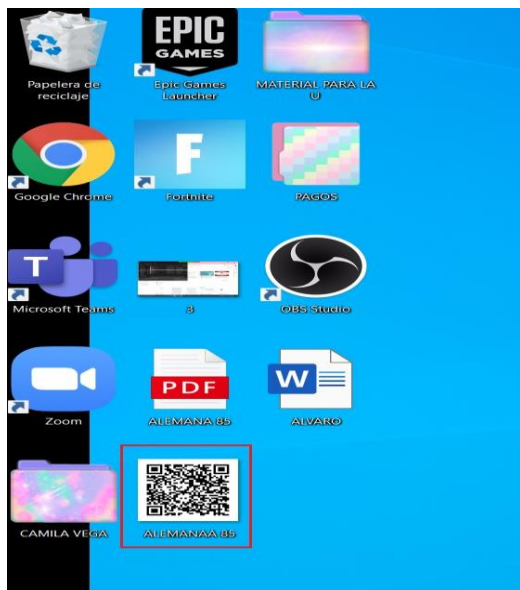 EPIC
GAMES
Papelera de
reciclaje
Epic Games
Launcher
MATERIAL PARA LA
U
F
Google Chrome
Fortnite
PAGOS
T
Microsoft Teams
3
OBS Studio
PDF
W
Zoom
ALEMANA 85
ALVARO
CAMILA VEGA
ALEMANAA 85